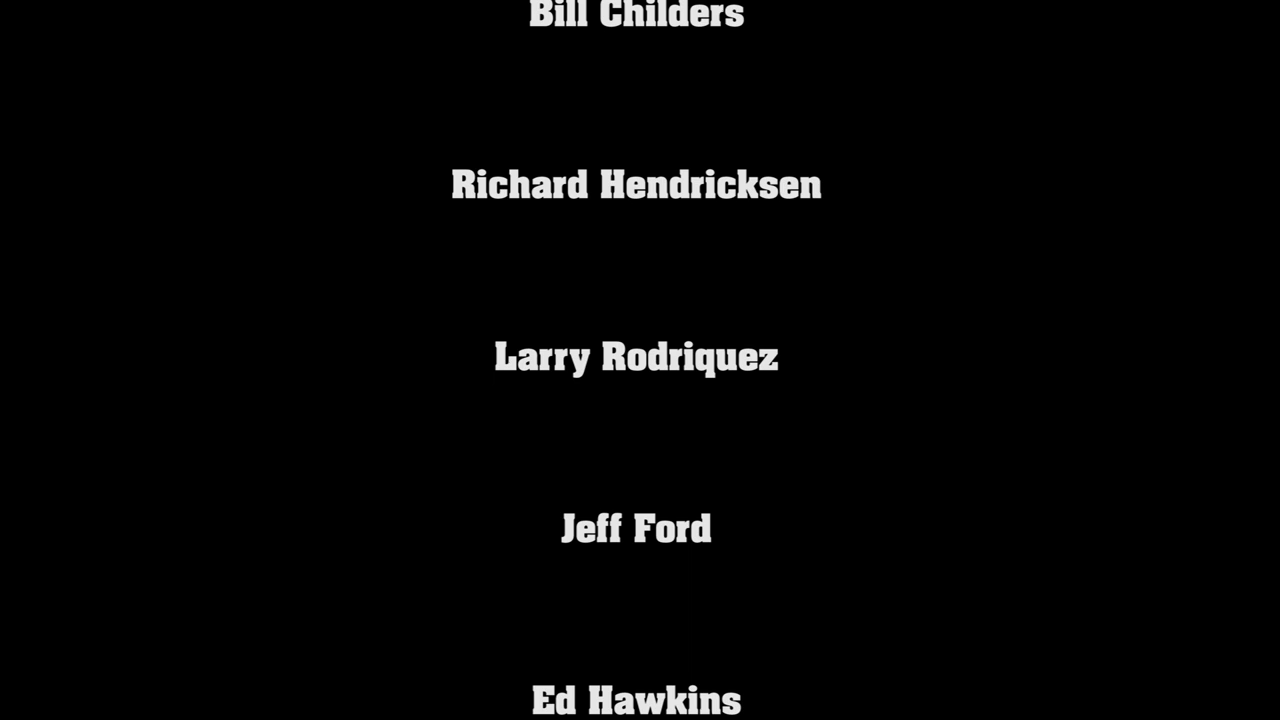 Bill Childers
Richard Hendricksen
Larry Rodriquez
Jeff Ford
Ed Hawkins